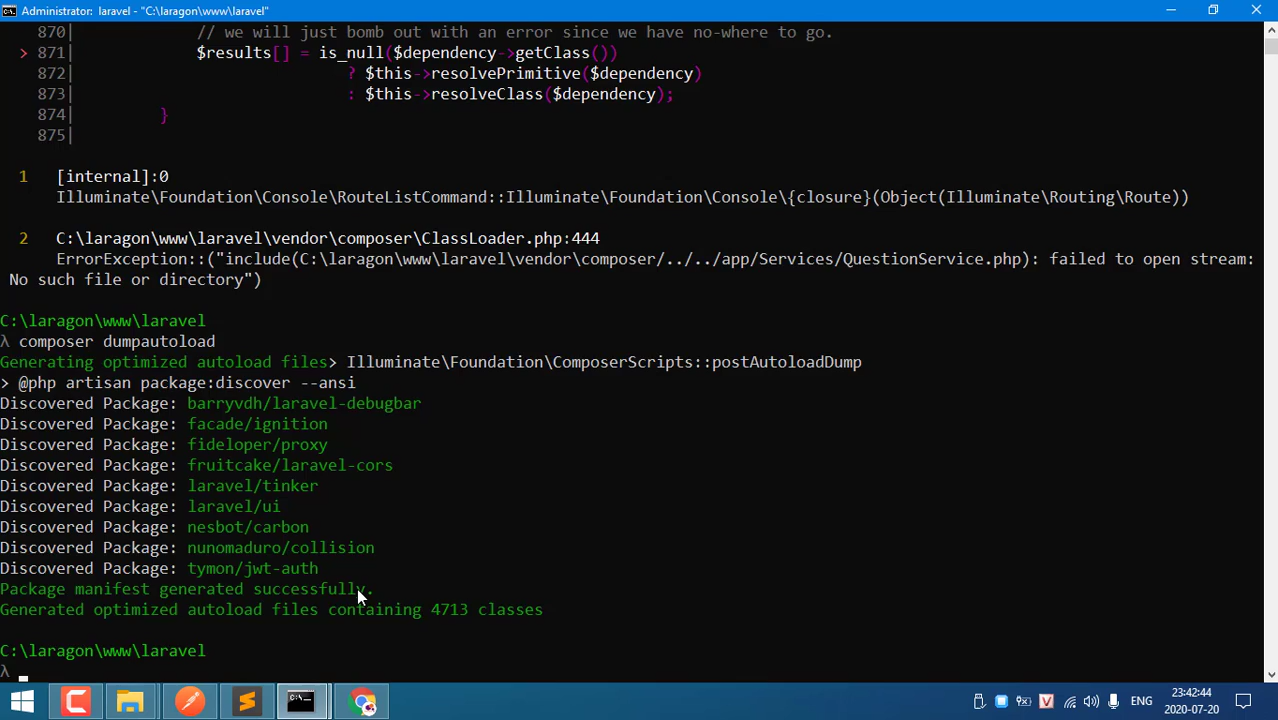 Administrator: laravel - "C:\laragon\www\laravel"
870| // we will just bomb out with an error since we have no-where to go.
> 871| $results[] = is_null($dependency->getClass())
872| ? $this->resolvePrimitive($dependency)
873| : $this->resolveClass($dependency);
874| }
875|
1 [internal]:0
Illuminate\Foundation\Console\RouteListCommand::Illuminate\Foundation\Console\{closure}(Object(Illuminate\Routing\Route))
2 C:\laragon\www\laravel\vendor\composer\ClassLoader.php:444
ErrorException::("include(C:\laragon\www\laravel\vendor\composer/../../app/Services/QuestionService.php): failed to open stream:
No such file or directory")
C:\laragon\www\laravel
λ composer dumpautoload
Generating optimized autoload files> Illuminate\Foundation\ComposerScripts::postAutoloadDump
> @php artisan package:discover --ansi
Discovered Package: barryvdh/laravel-debugbar
Discovered Package: facade/ignition
Discovered Package: fideloper/proxy
Discovered Package: fruitcake/laravel-cors
Discovered Package: laravel/tinker
Discovered Package: laravel/ui
Discovered Package: nesbot/carbon
Discovered Package: nunomaduro/collision
Discovered Package: tymon/jwt-auth
Package manifest generated successfully.
Generated optimized autoload files containing 4713 classes
C:\laragon\www\laravel
λ
ENG
23:42:44
2020-07-20